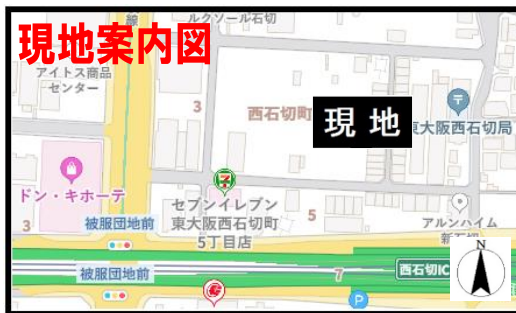 ルクソール石切
線
現地案内図
アイトス商品
センター
3
西石切町
現地
東大阪西石切局
ドン・キホーテ
セブンイレブン
東大阪西石切町
5丁目店
5
アルンハイム
新石切
3
被服団地前
被服団地前
7
西石切IC
P
N